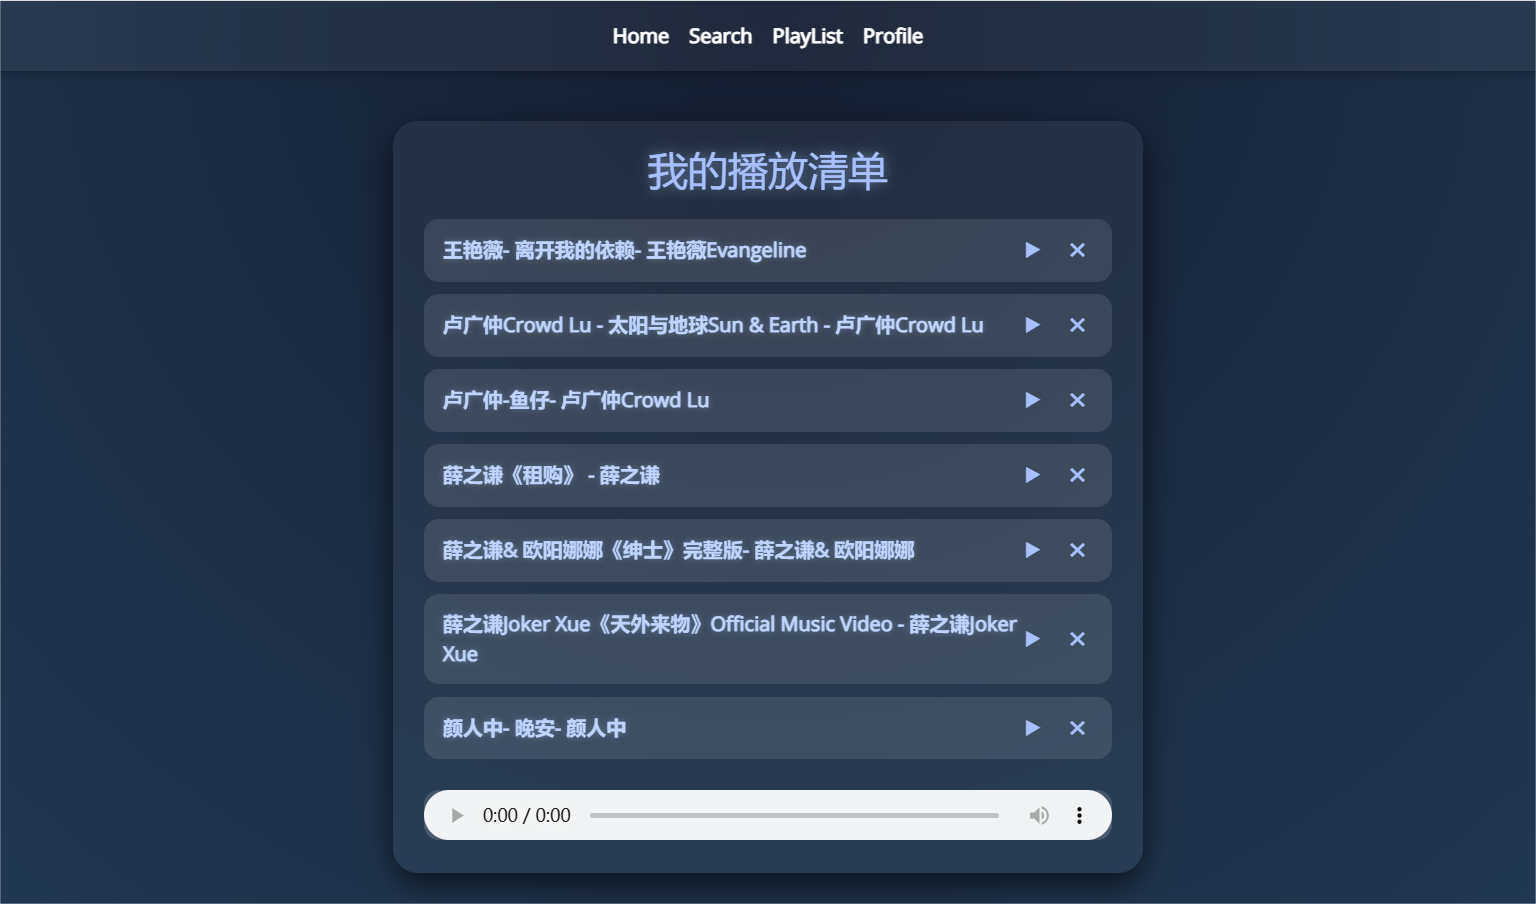 Home Search PlayList Profile
我的播放清单
王艳薇- 离开我的依赖- 王艳薇Evangeline
卢广仲Crowd Lu - 太阳与地球Sun & Earth - 卢广仲Crowd Lu
卢广仲-鱼仔- 卢广仲Crowd Lu
薛之谦《租购》 - 薛之谦
薛之谦& 欧阳娜娜《绅士》完整版- 薛之谦& 欧阳娜娜
薛之谦Joker Xue《天外来物》Official Music Video - 薛之谦Joker
Xue
颜人中- 晚安- 颜人中
0:00 / 0:00